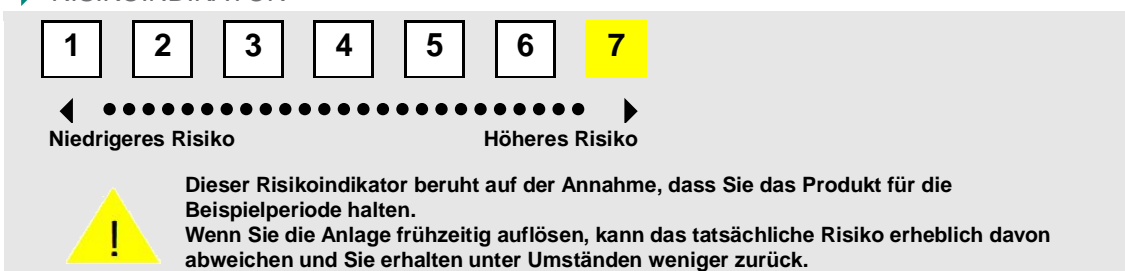 RISIKOINDIKATOR
1 2 3 4 5 6 7
Niedrigeres Risiko Höheres Risiko
Dieser Risikoindikator beruht auf der Annahme, dass Sie das Produkt für die
Beispielperiode halten.
Wenn Sie die Anlage frühzeitig auflösen, kann das tatsächliche Risiko erheblich davon
abweichen und Sie erhalten unter Umständen weniger zurück.
!